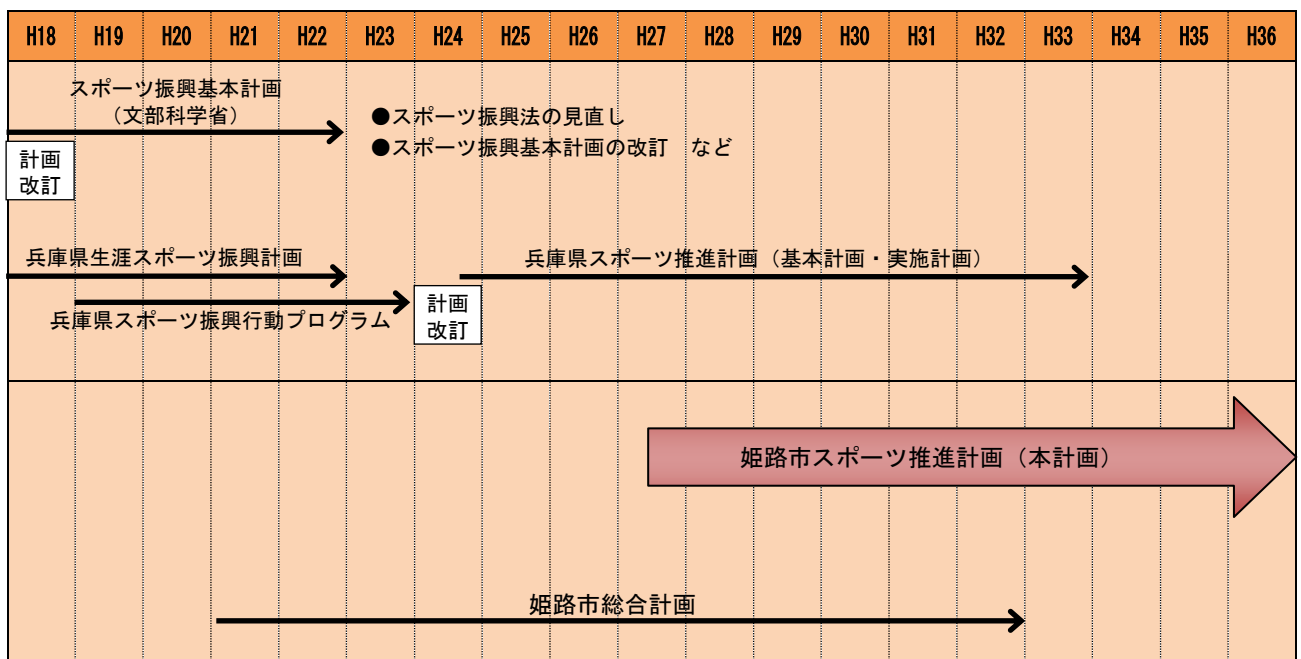 H18 H19 H20 H21 H22 H23 H24 H25 H26 H27 H28 H29 H30 H31 H32 H33 H34 H35 H36
スポーツ振興基本計画
（文部科学省）
●スポーツ振興法の見直し
●スポーツ振興基本計画の改訂　など
計画
改訂
兵庫県生涯スポーツ振興計画
兵庫県スポーツ推進計画（基本計画・実施計画）
兵庫県スポーツ振興行動プログラム
計画
改訂
姫路市スポーツ推進計画（本計画）
姫路市総合計画